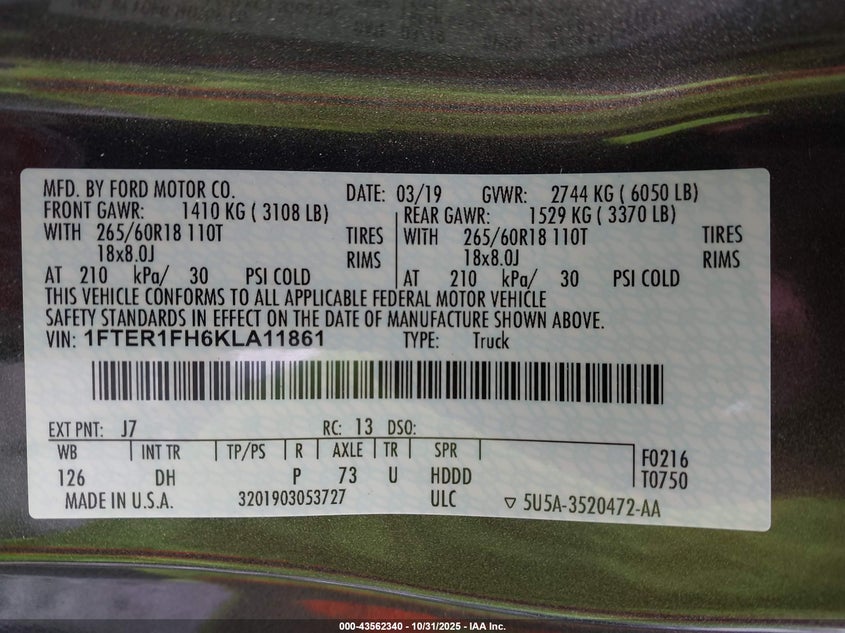 MFD. BY FORD MOTOR CO. DATE: 03/19 GVWR: 2744 KG ( 6050 LB)
FRONT GAWR: 1410 KG ( 3108 LB) REAR GAWR: 1529 KG ( 3370 LB)
WITH 265/60R18 110T TIRES WITH 265/60R18 110T TIRES
18x8.0J RIMS 18x8.0J RIMS
AT 210 kPa/ 30 PSI COLD AT 210 kPa/ 30 PSI COLD
THIS VEHICLE CONFORMS TO ALL APPLICABLE FEDERAL MOTOR VEHICLE
SAFETY STANDARDS IN EFFECT ON THE DATE OF MANUFACTURE SHOWN ABOVE.
VIN: 1FTER1FH6KLA11861 TYPE: Truck
EXT PNT: J7 RC: 13 DSO:
WB INT TR TP/PS R AXLE TR SPR F0216
126 DH P 73 U HDDD T0750
MADE IN U.S.A. 3201903053727 ULC ▽ 5U5A-3520472-AA
000-43562340 - 10/31/2025 - IAA Inc.